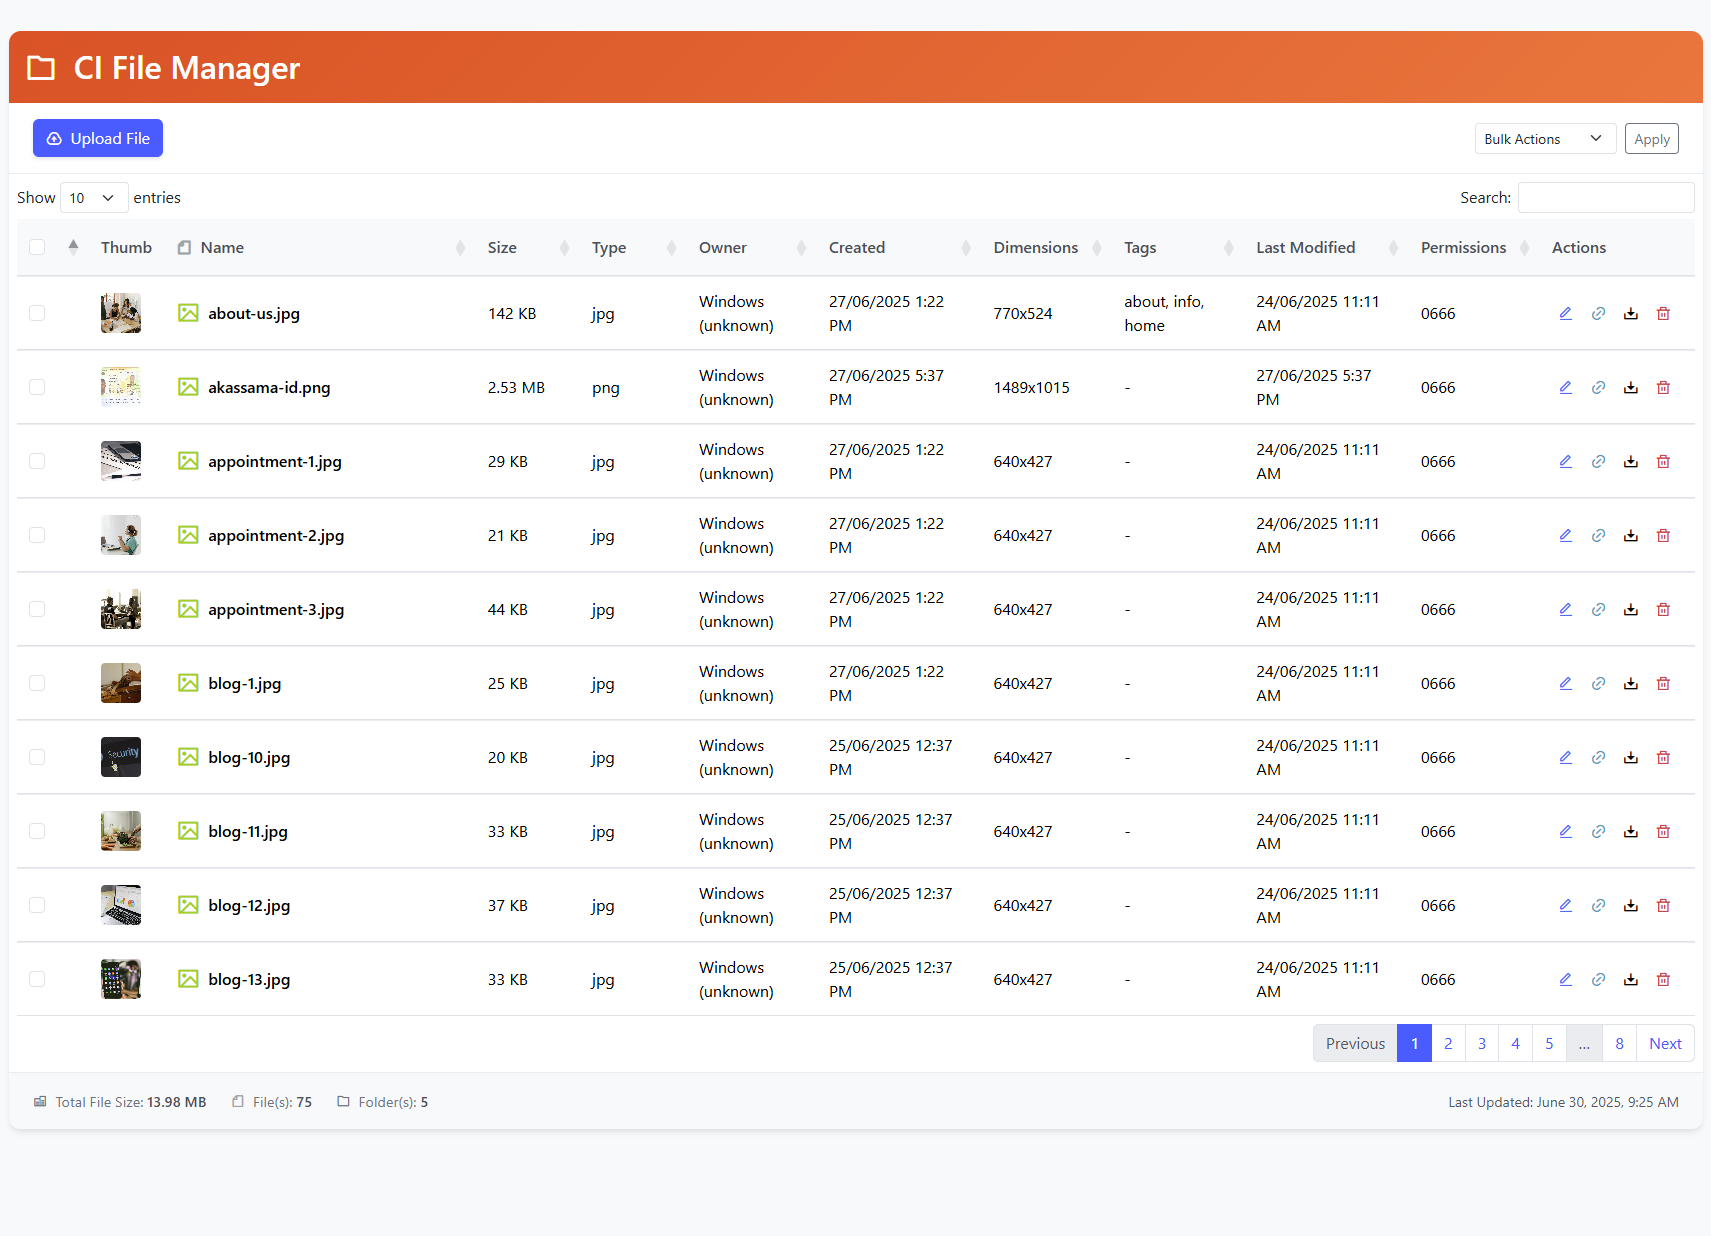 CI File Manager
Upload File
Bulk Actions
Apply
Show 10 entries
Search:
Thumb Name Size Type Owner Created Dimensions Tags Last Modified Permissions Actions
about-us.jpg 142 KB jpg Windows (unknown) 27/06/2025 1:22 PM 770x524 about, info, home 24/06/2025 11:11 AM 0666
akassama-id.png 2.53 MB png Windows (unknown) 27/06/2025 5:37 PM 1489x1015 - 27/06/2025 5:37 PM 0666
appointment-1.jpg 29 KB jpg Windows (unknown) 27/06/2025 1:22 PM 640x427 - 24/06/2025 11:11 AM 0666
appointment-2.jpg 21 KB jpg Windows (unknown) 27/06/2025 1:22 PM 640x427 - 24/06/2025 11:11 AM 0666
appointment-3.jpg 44 KB jpg Windows (unknown) 27/06/2025 1:22 PM 640x427 - 24/06/2025 11:11 AM 0666
blog-1.jpg 25 KB jpg Windows (unknown) 27/06/2025 1:22 PM 640x427 - 24/06/2025 11:11 AM 0666
Security
blog-10.jpg 20 KB jpg Windows (unknown) 25/06/2025 12:37 PM 640x427 - 24/06/2025 11:11 AM 0666
blog-11.jpg 33 KB jpg Windows (unknown) 25/06/2025 12:37 PM 640x427 - 24/06/2025 11:11 AM 0666
blog-12.jpg 37 KB jpg Windows (unknown) 25/06/2025 12:37 PM 640x427 - 24/06/2025 11:11 AM 0666
blog-13.jpg 33 KB jpg Windows (unknown) 25/06/2025 12:37 PM 640x427 - 24/06/2025 11:11 AM 0666
Previous 1 2 3 4 5 ... 8 Next
Total File Size: 13.98 MB File(s): 75 Folder(s): 5
Last Updated: June 30, 2025, 9:25 AM